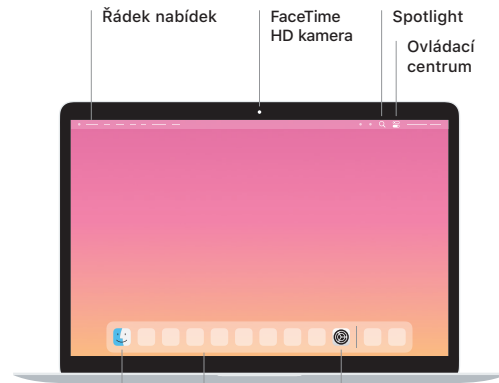 Řádek nabídek
FaceTime
HD kamera
Spotlight
Ovládací
centrum